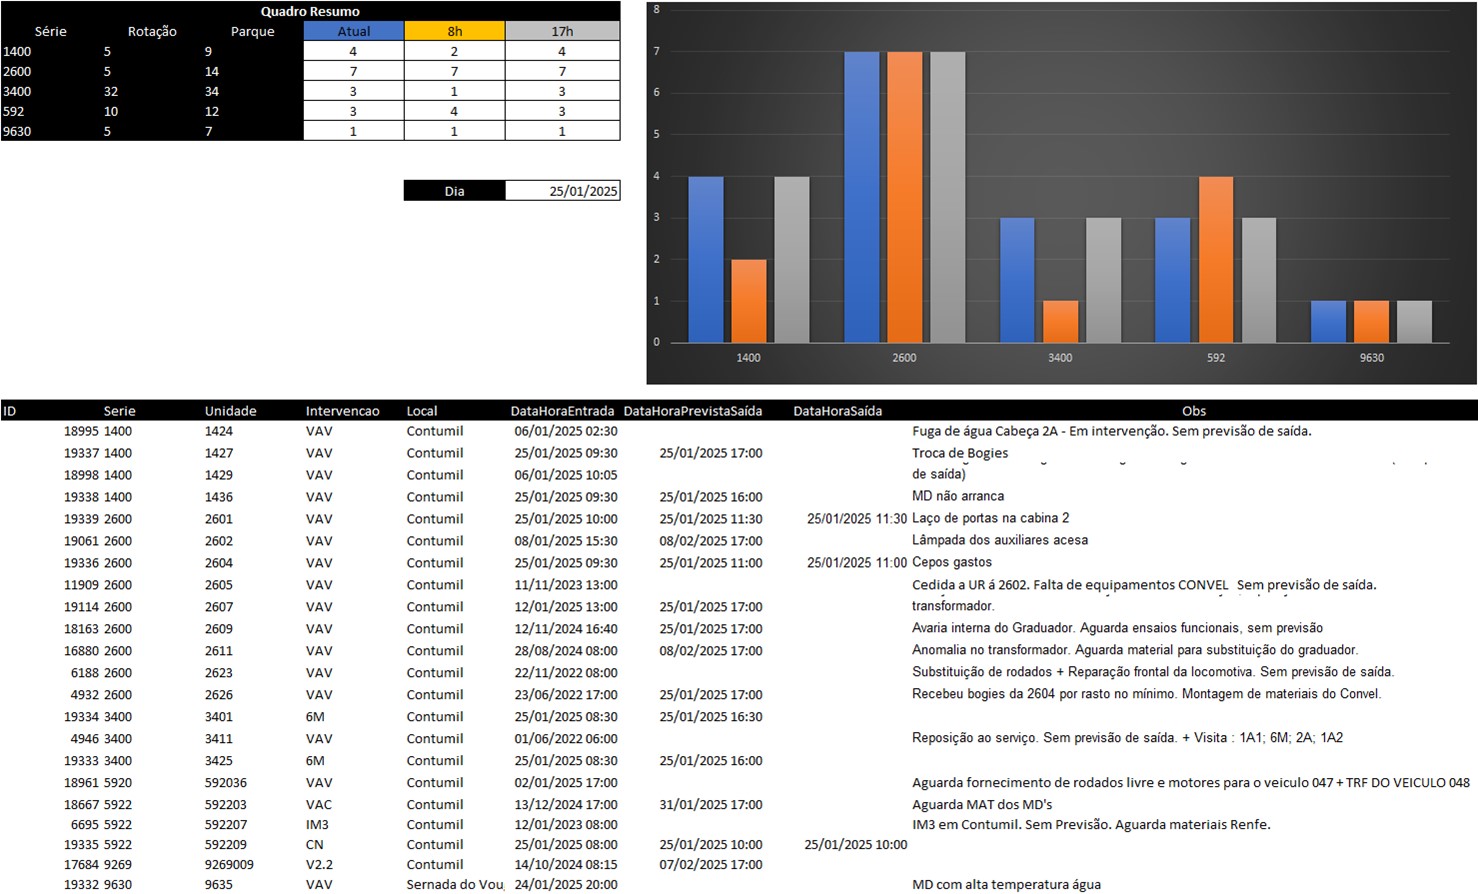 Quadro Resumo
Série Rotação Parque Atual 8h 17h
1400 5 9 4 2 4
2600 5 14 7 7 7
3400 32 34 3 1 3
592 10 12 3 4 3
9630 5 7 1 1 1
Dia 25/01/2025
8
7
6
5
4
3
2
1
0
1400 2600 3400 592 9630
ID Serie Unidade Intervencao Local DataHoraEntrada DataHoraPrevistaSaída DataHoraSaída Obs
18995 1400 1424 VAV Contumil 06/01/2025 02:30 Fuga de água Cabeça 2A - Em intervenção. Sem previsão de saída.
19337 1400 1427 VAV Contumil 25/01/2025 09:30 25/01/2025 17:00 Troca de Bogies
18998 1400 1429 VAV Contumil 06/01/2025 10:05 de saída)
19338 1400 1436 VAV Contumil 25/01/2025 09:30 25/01/2025 16:00 MD não arranca
19339 2600 2601 VAV Contumil 25/01/2025 10:00 25/01/2025 11:30 25/01/2025 11:30 Laço de portas na cabina 2
19061 2600 2602 VAV Contumil 08/01/2025 15:30 08/02/2025 17:00 Lâmpada dos auxiliares acesa
19336 2600 2604 VAV Contumil 25/01/2025 09:30 25/01/2025 11:00 25/01/2025 11:00 Cepos gastos
11909 2600 2605 VAV Contumil 11/11/2023 13:00 Cedida a UR á 2602. Falta de equipamentos CONVEL Sem previsão de saída.
19114 2600 2607 VAV Contumil 12/01/2025 13:00 25/01/2025 17:00 transformador.
18163 2600 2609 VAV Contumil 12/11/2024 16:40 25/01/2025 17:00 Avaria interna do Graduador. Aguarda ensaios funcionais, sem previsão
16880 2600 2611 VAV Contumil 28/08/2024 08:00 08/02/2025 17:00 Anomalia no transformador. Aguarda material para substituição do graduador.
6188 2600 2623 VAV Contumil 22/11/2022 08:00 Substituição de rodados + Reparação frontal da locomotiva. Sem previsão de saída.
4932 2600 2626 VAV Contumil 23/06/2022 17:00 25/01/2025 17:00 Recebeu bogies da 2604 por rasto no mínimo. Montagem de materiais do Convel.
19334 3400 3401 6M Contumil 25/01/2025 08:30 25/01/2025 16:30
4946 3400 3411 VAV Contumil 01/06/2022 06:00 Reposição ao serviço. Sem previsão de saída. + Visita : 1A1; 6M; 2A; 1A2
19333 3400 3425 6M Contumil 25/01/2025 08:30 25/01/2025 16:00
18961 5920 592036 VAV Contumil 02/01/2025 17:00 Aguarda fornecimento de rodados livre e motores para o veiculo 047 + TRF DO VEICULO 048
18667 5922 592203 VAC Contumil 13/12/2024 17:00 31/01/2025 17:00 Aguarda MAT dos MD's
6695 5922 592207 IM3 Contumil 12/01/2023 08:00 IM3 em Contumil. Sem Previsão. Aguarda materiais Renfe.
19335 5922 592209 CN Contumil 25/01/2025 08:00 25/01/2025 10:00 25/01/2025 10:00
17684 9269 9269009 V2.2 Contumil 14/10/2024 08:15 07/02/2025 17:00
19332 9630 9635 VAV Sernada do Vou 24/01/2025 20:00 MD com alta temperatura água